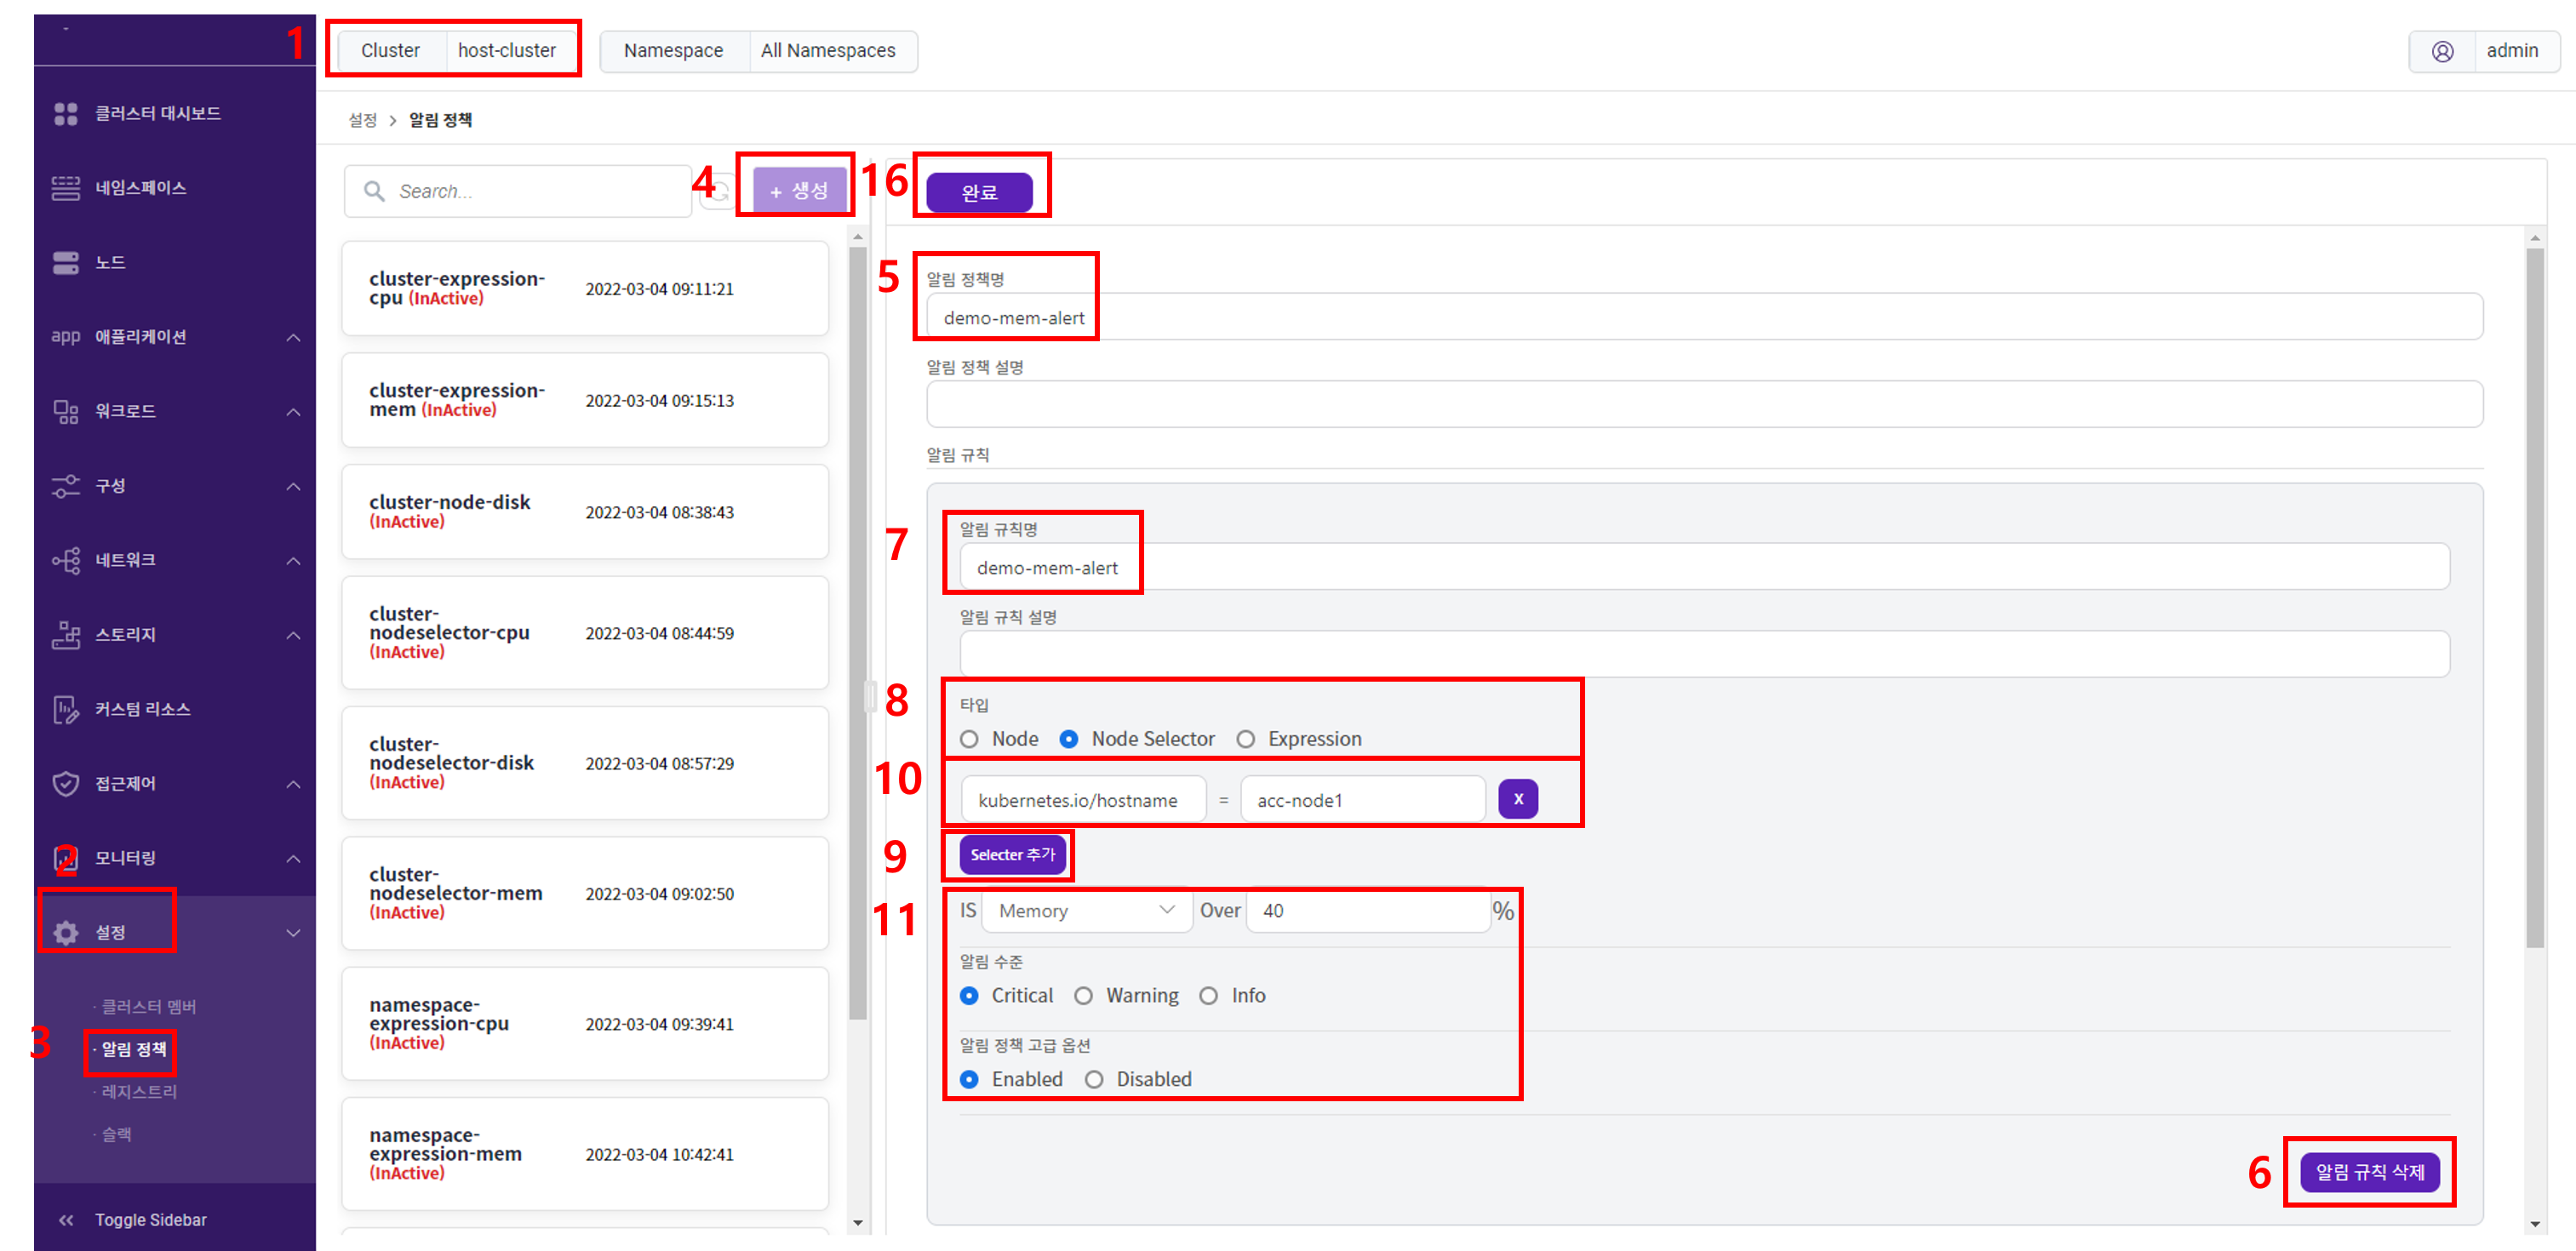 1
Cluster host-cluster
Namespace All Namespaces
admin
클러스터 대시보드
네임스페이스
노드
app 애플리케이션
워크로드
구성
네트워크
스토리지
커스텀 리소스
접근제어
모니터링
2
설정
· 클러스터 멤버
3
· 알림 정책
· 레지스트리
· 슬랙
« Toggle Sidebar
설정 > 알림 정책
Search...
4
+ 생성
cluster-expression-
cpu (InActive)
2022-03-04 09:11:21
cluster-expression-
mem (InActive)
2022-03-04 09:15:13
cluster-node-disk
(InActive)
2022-03-04 08:38:43
cluster-
nodeselector-cpu
(InActive)
2022-03-04 08:44:59
cluster-
nodeselector-disk
(InActive)
2022-03-04 08:57:29
cluster-
nodeselector-mem
(InActive)
2022-03-04 09:02:50
namespace-
expression-cpu
(InActive)
2022-03-04 09:39:41
namespace-
expression-mem
(InActive)
2022-03-04 10:42:41
16
완료
5
알림 정책명
demo-mem-alert
알림 정책 설명
알림 규칙
7
알림 규칙명
demo-mem-alert
알림 규칙 설명
8
타입
Node Node Selector Expression
10
kubernetes.io/hostname = acc-node1 X
9
Selecter 추가
11
IS Memory Over 40 %
알림 수준
Critical Warning Info
알림 정책 고급 옵션
Enabled Disabled
6
알림 규칙 삭제